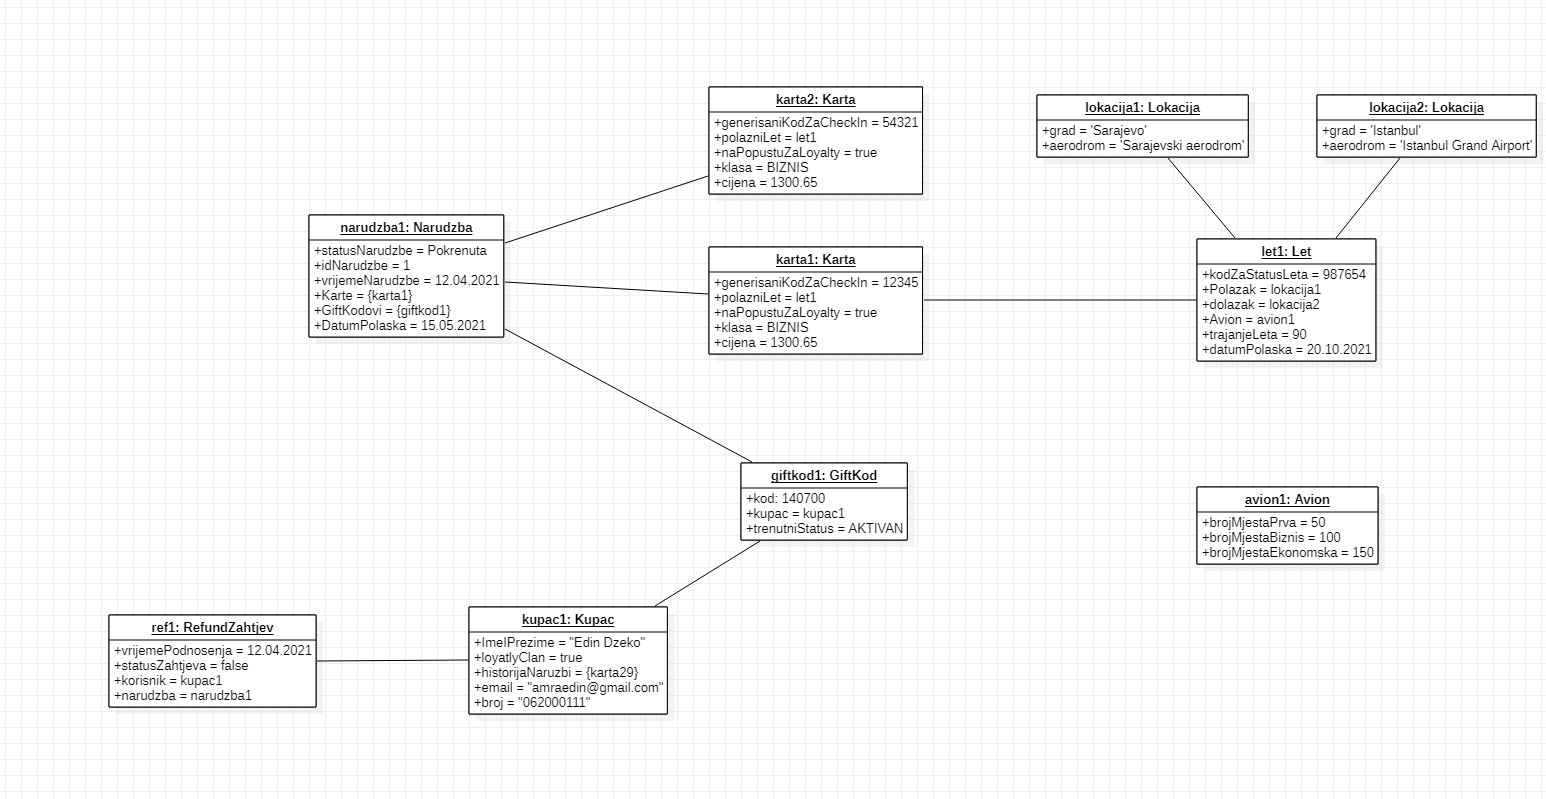 karta2: Karta
+generisaniKodZaCheckIn = 54321
+polazniLet = let1
+naPopustuZaLoyalty = true
+klasa = BIZNIS
+cijena = 1300.65
lokacija1: Lokacija
+grad = 'Sarajevo'
+aerodrom = 'Sarajevski aerodrom'
lokacija2: Lokacija
+grad = 'Istanbul'
+aerodrom = 'Istanbul Grand Airport'
narudzba1: Narudzba
+statusNarudzbe = Pokrenuta
+idNarudzbe = 1
+vrijemeNarudzbe = 12.04.2021
+Karte = {karta1}
+GiftKodovi = {giftkod1}
+DatumPolaska = 15.05.2021
karta1: Karta
+generisaniKodZaCheckIn = 12345
+polazniLet = let1
+naPopustuZaLoyalty = true
+klasa = BIZNIS
+cijena = 1300.65
let1: Let
+kodZaStatusLeta = 987654
+Polazak = lokacija1
+dolazak = lokacija2
+Avion = avion1
+trajanjeLeta = 90
+datumPolaska = 20.10.2021
giftkod1: GiftKod
+kod: 140700
+kupac = kupac1
+trenutniStatus = AKTIVAN
avion1: Avion
+brojMjestaPrva = 50
+brojMjestaBiznis = 100
+brojMjestaEkonomska = 150
ref1: RefundZahtjev
+vrijemePodnosenja = 12.04.2021
+statusZahtjeva = false
+korisnik = kupac1
+narudzba = narudzba1
kupac1: Kupac
+ImeIPrezime = "Edin Dzeko"
+loyatlyClan = true
+historijaNaruzbi = {karta29}
+email = "amraedin@gmail.com"
+broj = "062000111"